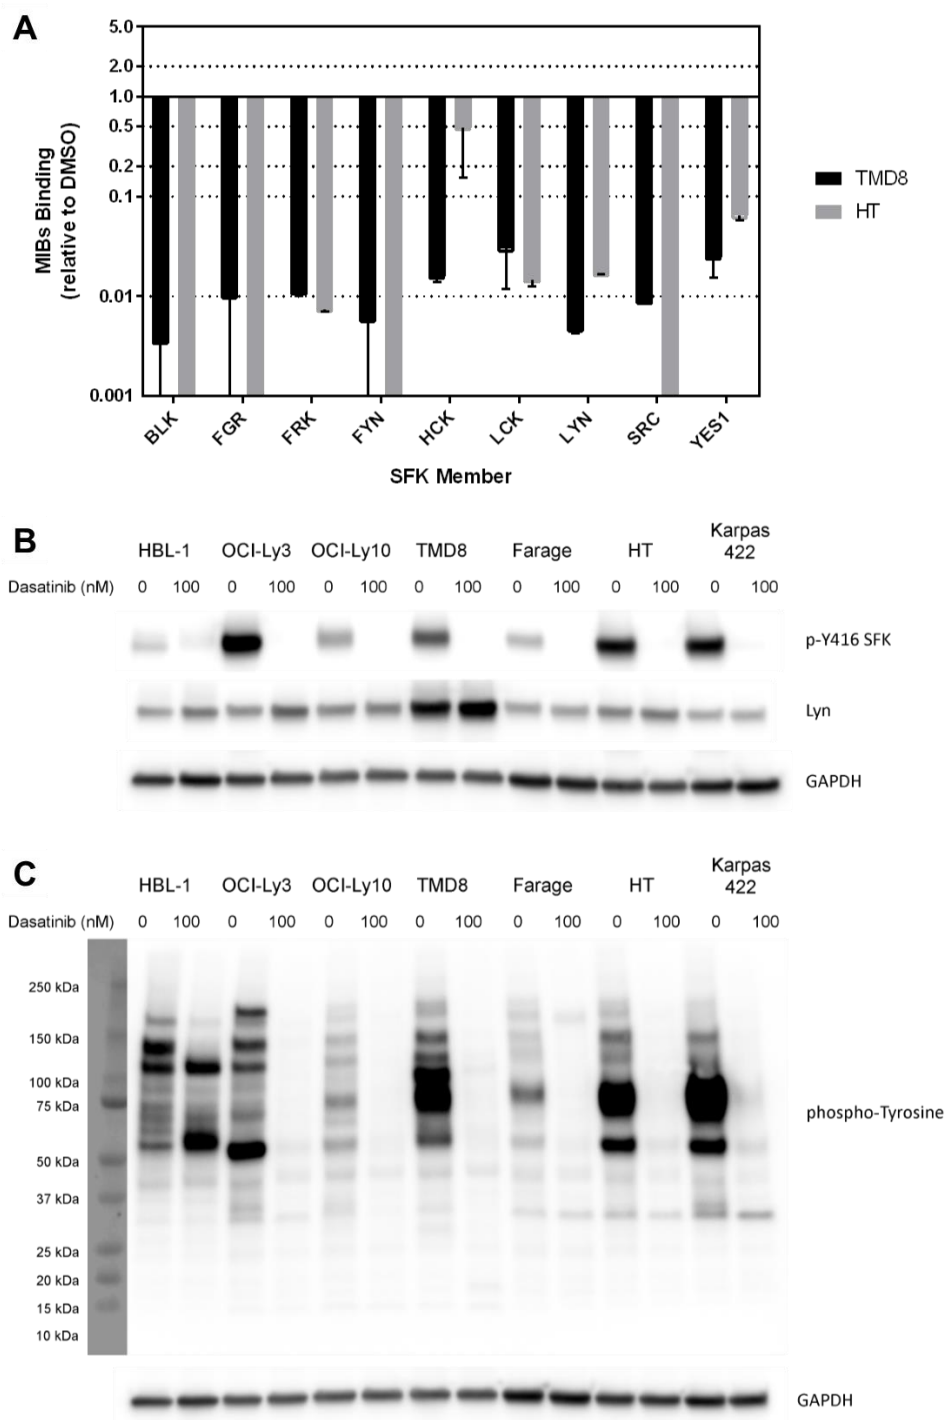 A
5.0
2.0
1.0
0.5
0.2
0.1
0.01
0.001
MIBs Binding
(relative to DMSO)
BLK FGR FRK FYN HCK LCK LYN SRC YES1
SFK Member
TMD8
HT
B
HBL-1 OCI-Ly3 OCI-Ly10 TMD8 Farage HT Karpas
422
Dasatinib (nM) 0 100 0 100 0 100 0 100 0 100 0 100 0 100
p-Y416 SFK
Lyn
GAPDH
C
HBL-1 OCI-Ly3 OCI-Ly10 TMD8 Farage HT Karpas
422
Dasatinib (nM) 0 100 0 100 0 100 0 100 0 100 0 100 0 100
250 kDa
150 kDa
100 kDa
75 kDa
phospho-Tyrosine
50 kDa
37 kDa
25 kDa
20 kDa
15 kDa
10 kDa
GAPDH